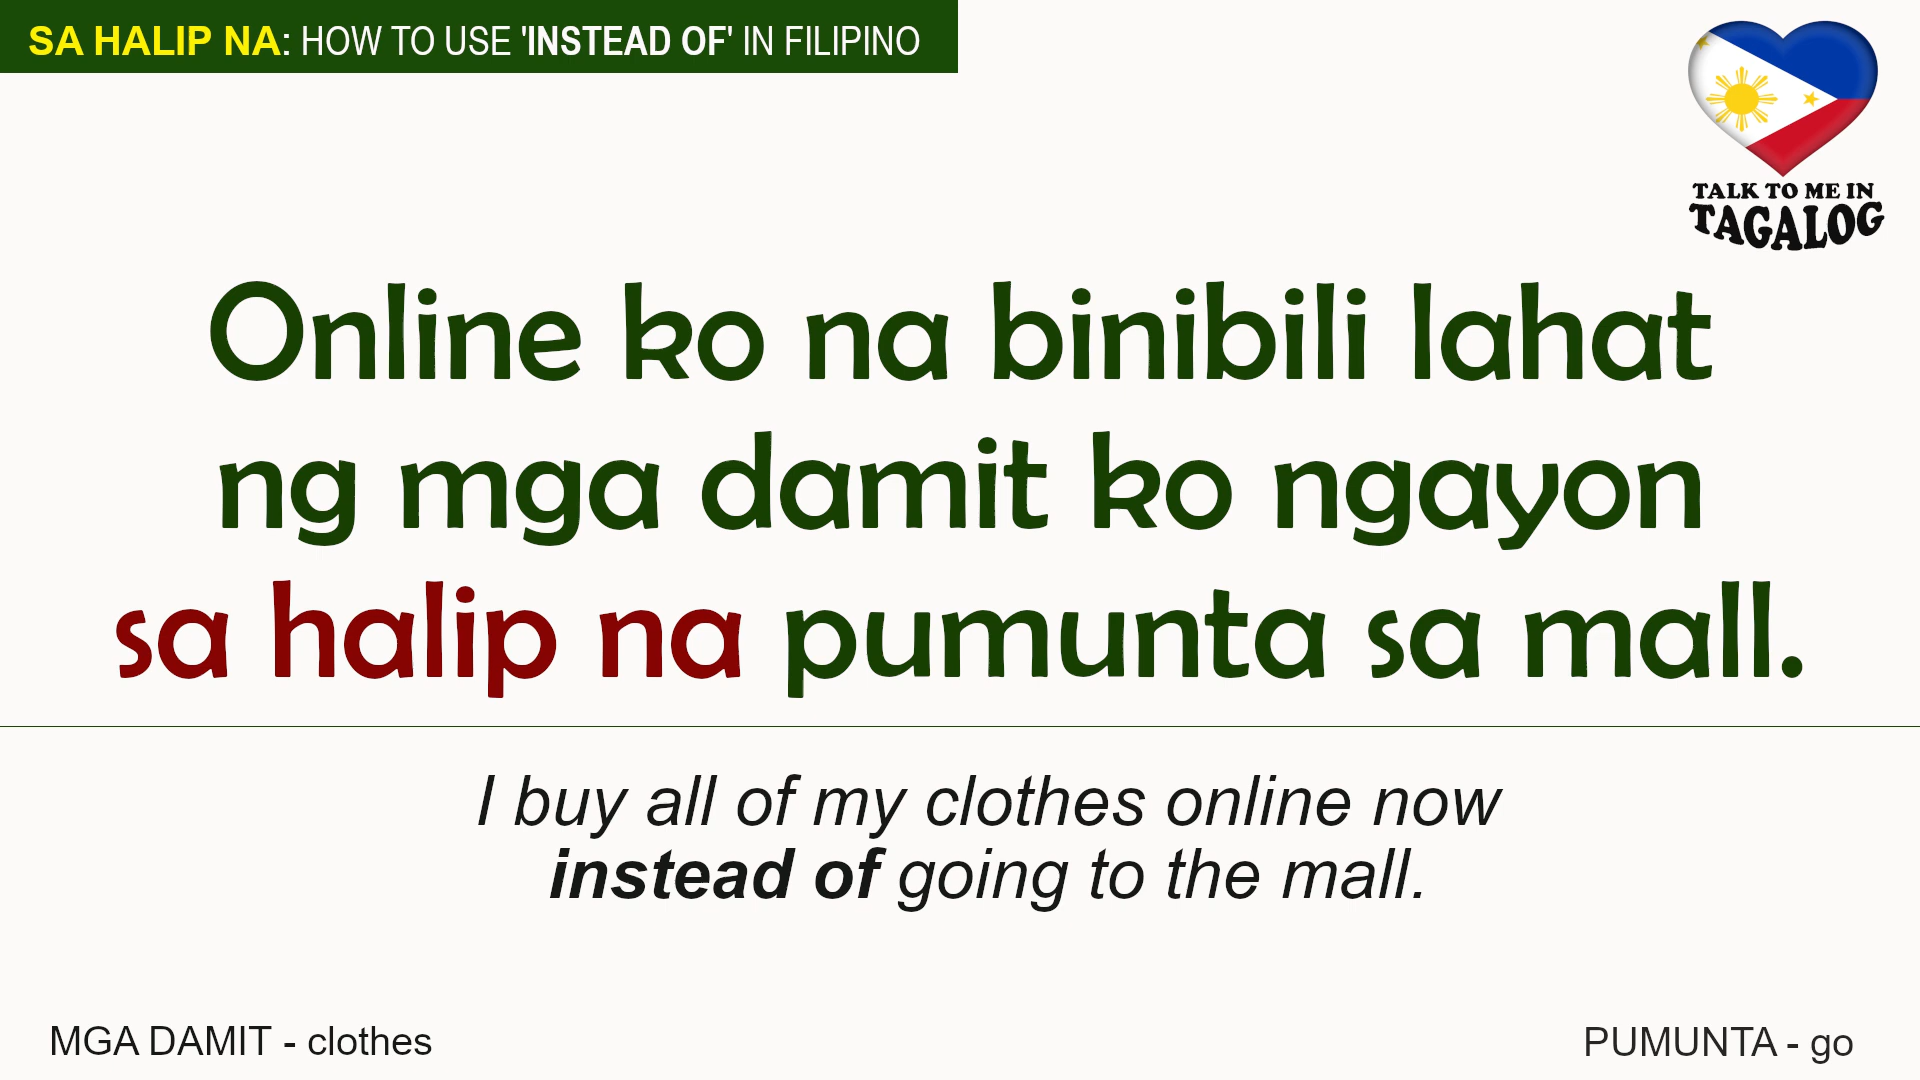 SA HALIP NA: HOW TO USE 'INSTEAD OF' IN FILIPINO
TALK TO ME IN
TAGALOG
Online ko na binibili lahat
ng mga damit ko ngayon
sa halip na pumunta sa mall.
I buy all of my clothes online now
instead of going to the mall.
MGA DAMIT - clothes
PUMUNTA - go